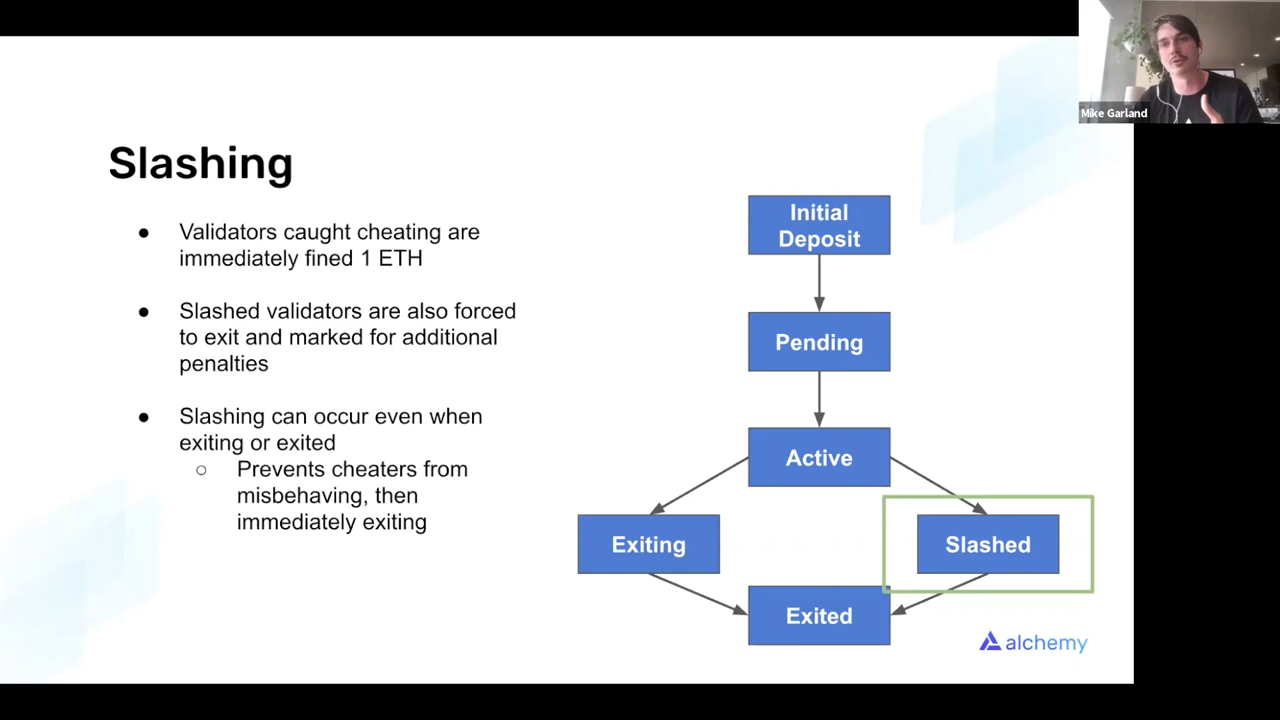 Mike Garland
Slashing
● Validators caught cheating are
immediately fined 1 ETH
● Slashed validators are also forced
to exit and marked for additional
penalties
● Slashing can occur even when
exiting or exited
○ Prevents cheaters from
misbehaving, then
immediately exiting
Initial
Deposit
Pending
Active
Exiting
Slashed
Exited
alchemy